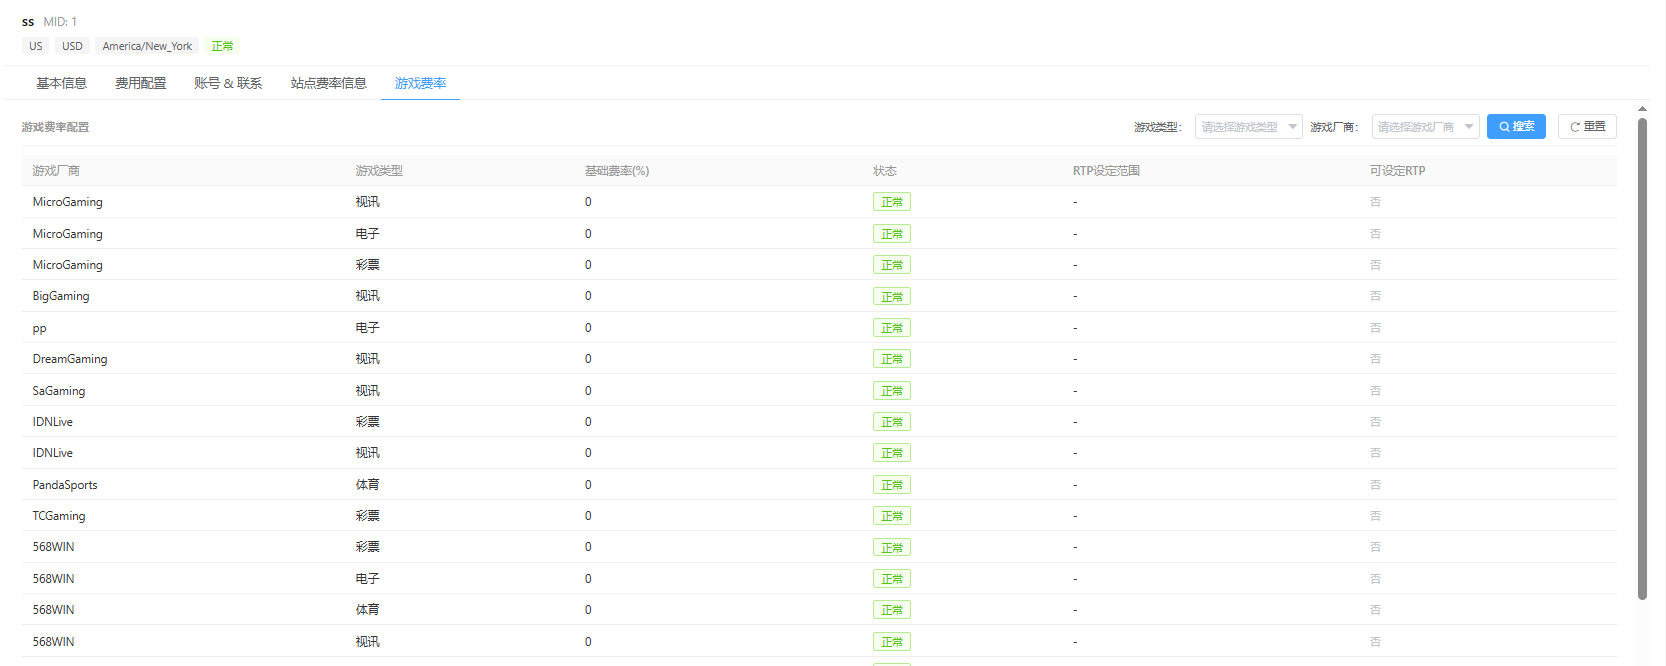 ss MID: 1
US USD America/New_York 正常
基本信息 费用配置 账号 & 联系 站点费率信息 游戏费率
游戏费率配置 游戏类型: 请选择游戏类型 游戏厂商: 请选择游戏厂商 搜索 重置
游戏厂商 游戏类型 基础费率(%) 状态 RTP设定范围 可设定RTP
MicroGaming 视讯 0 正常 - 否
MicroGaming 电子 0 正常 - 否
MicroGaming 彩票 0 正常 - 否
BigGaming 视讯 0 正常 - 否
pp 电子 0 正常 - 否
DreamGaming 视讯 0 正常 - 否
SaGaming 视讯 0 正常 - 否
IDNLive 彩票 0 正常 - 否
IDNLive 视讯 0 正常 - 否
PandaSports 体育 0 正常 - 否
TCGaming 彩票 0 正常 - 否
568WIN 彩票 0 正常 - 否
568WIN 电子 0 正常 - 否
568WIN 体育 0 正常 - 否
568WIN 视讯 0 正常 - 否